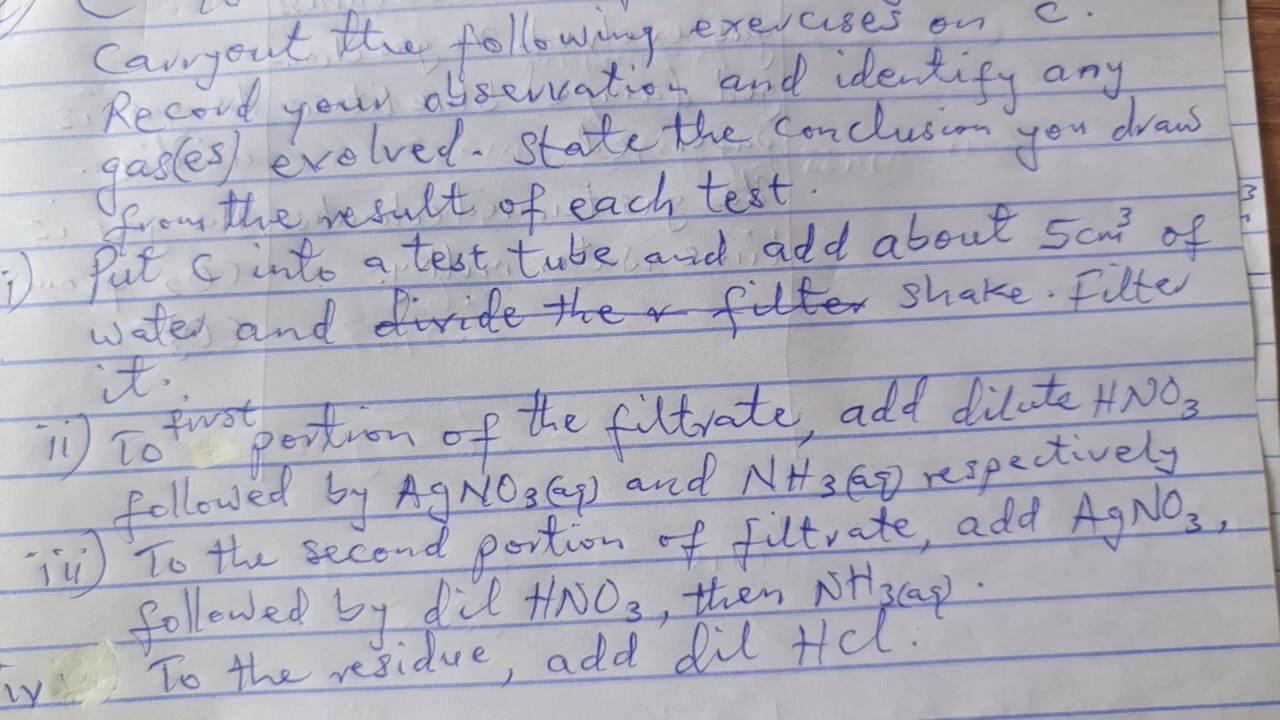 Carryout the following exercises on C.
Record your observation and identify any
gas(es) evolved. State the conclusion you draw
from the result of each test.
i) Put C into a test tube and add about 5cm³ of
water and divide the r filter shake. Filter
it.
ii) To first portion of the filtrate, add dilute HNO3
followed by AgNO3(aq) and NH3(aq) respectively
iii) To the second portion of filtrate, add AgNO3,
followed by dil HNO3, then NH3(aq).
iv To the residue, add dil HCl.